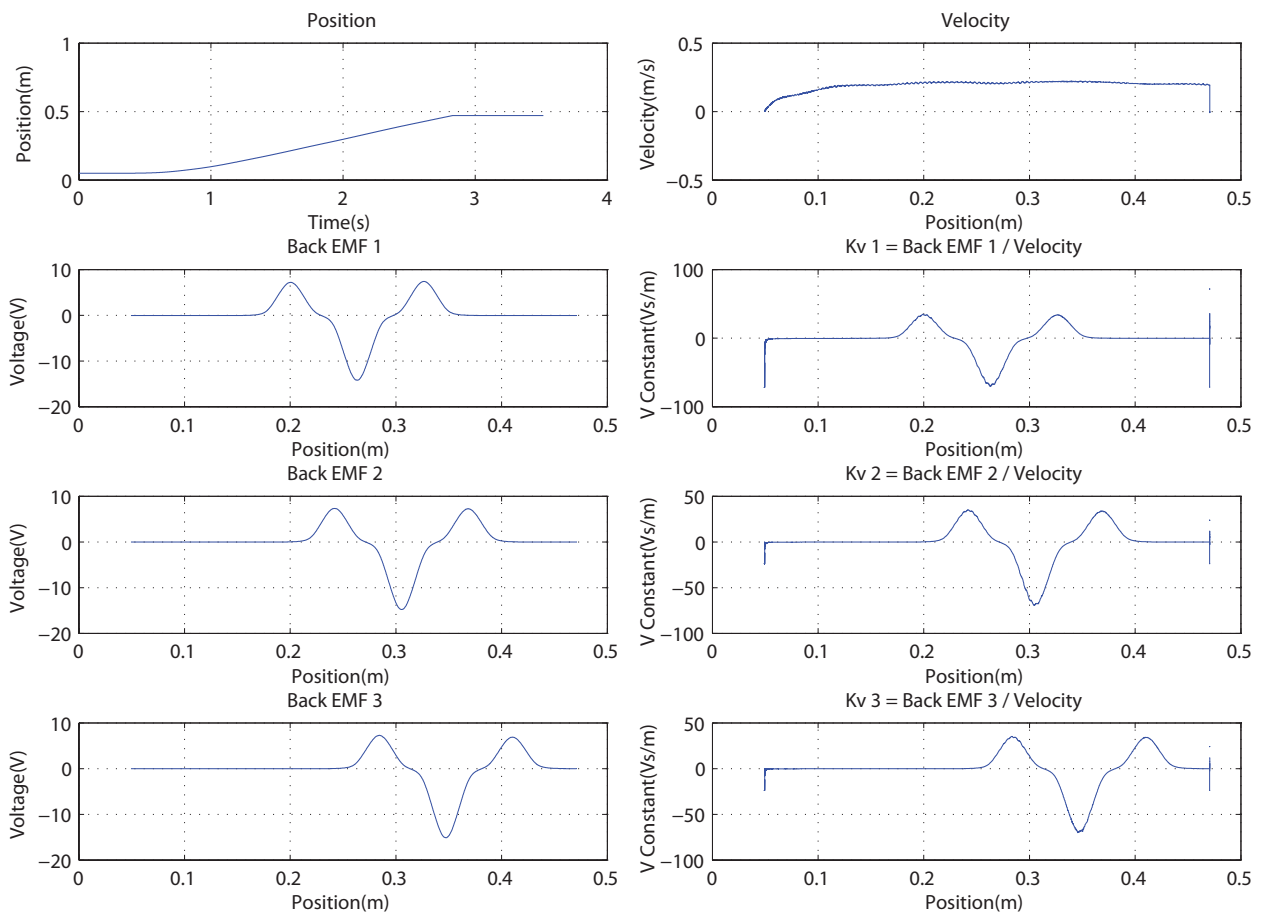 Position
Position(m)
1
0.5
0
0 1 2 3 4
Time(s)
Velocity
Velocity(m/s)
0.5
0
−0.5
0 0.1 0.2 0.3 0.4 0.5
Position(m)
Back EMF 1
Voltage(V)
10
0
−10
−20
0 0.1 0.2 0.3 0.4 0.5
Position(m)
Kv 1 = Back EMF 1 / Velocity
V Constant(Vs/m)
100
0
−100
0 0.1 0.2 0.3 0.4 0.5
Position(m)
Back EMF 2
Voltage(V)
10
0
−10
−20
0 0.1 0.2 0.3 0.4 0.5
Position(m)
Kv 2 = Back EMF 2 / Velocity
V Constant(Vs/m)
50
0
−50
−100
0 0.1 0.2 0.3 0.4 0.5
Position(m)
Back EMF 3
Voltage(V)
10
0
−10
−20
0 0.1 0.2 0.3 0.4 0.5
Position(m)
Kv 3 = Back EMF 3 / Velocity
V Constant(Vs/m)
50
0
−50
−100
0 0.1 0.2 0.3 0.4 0.5
Position(m)